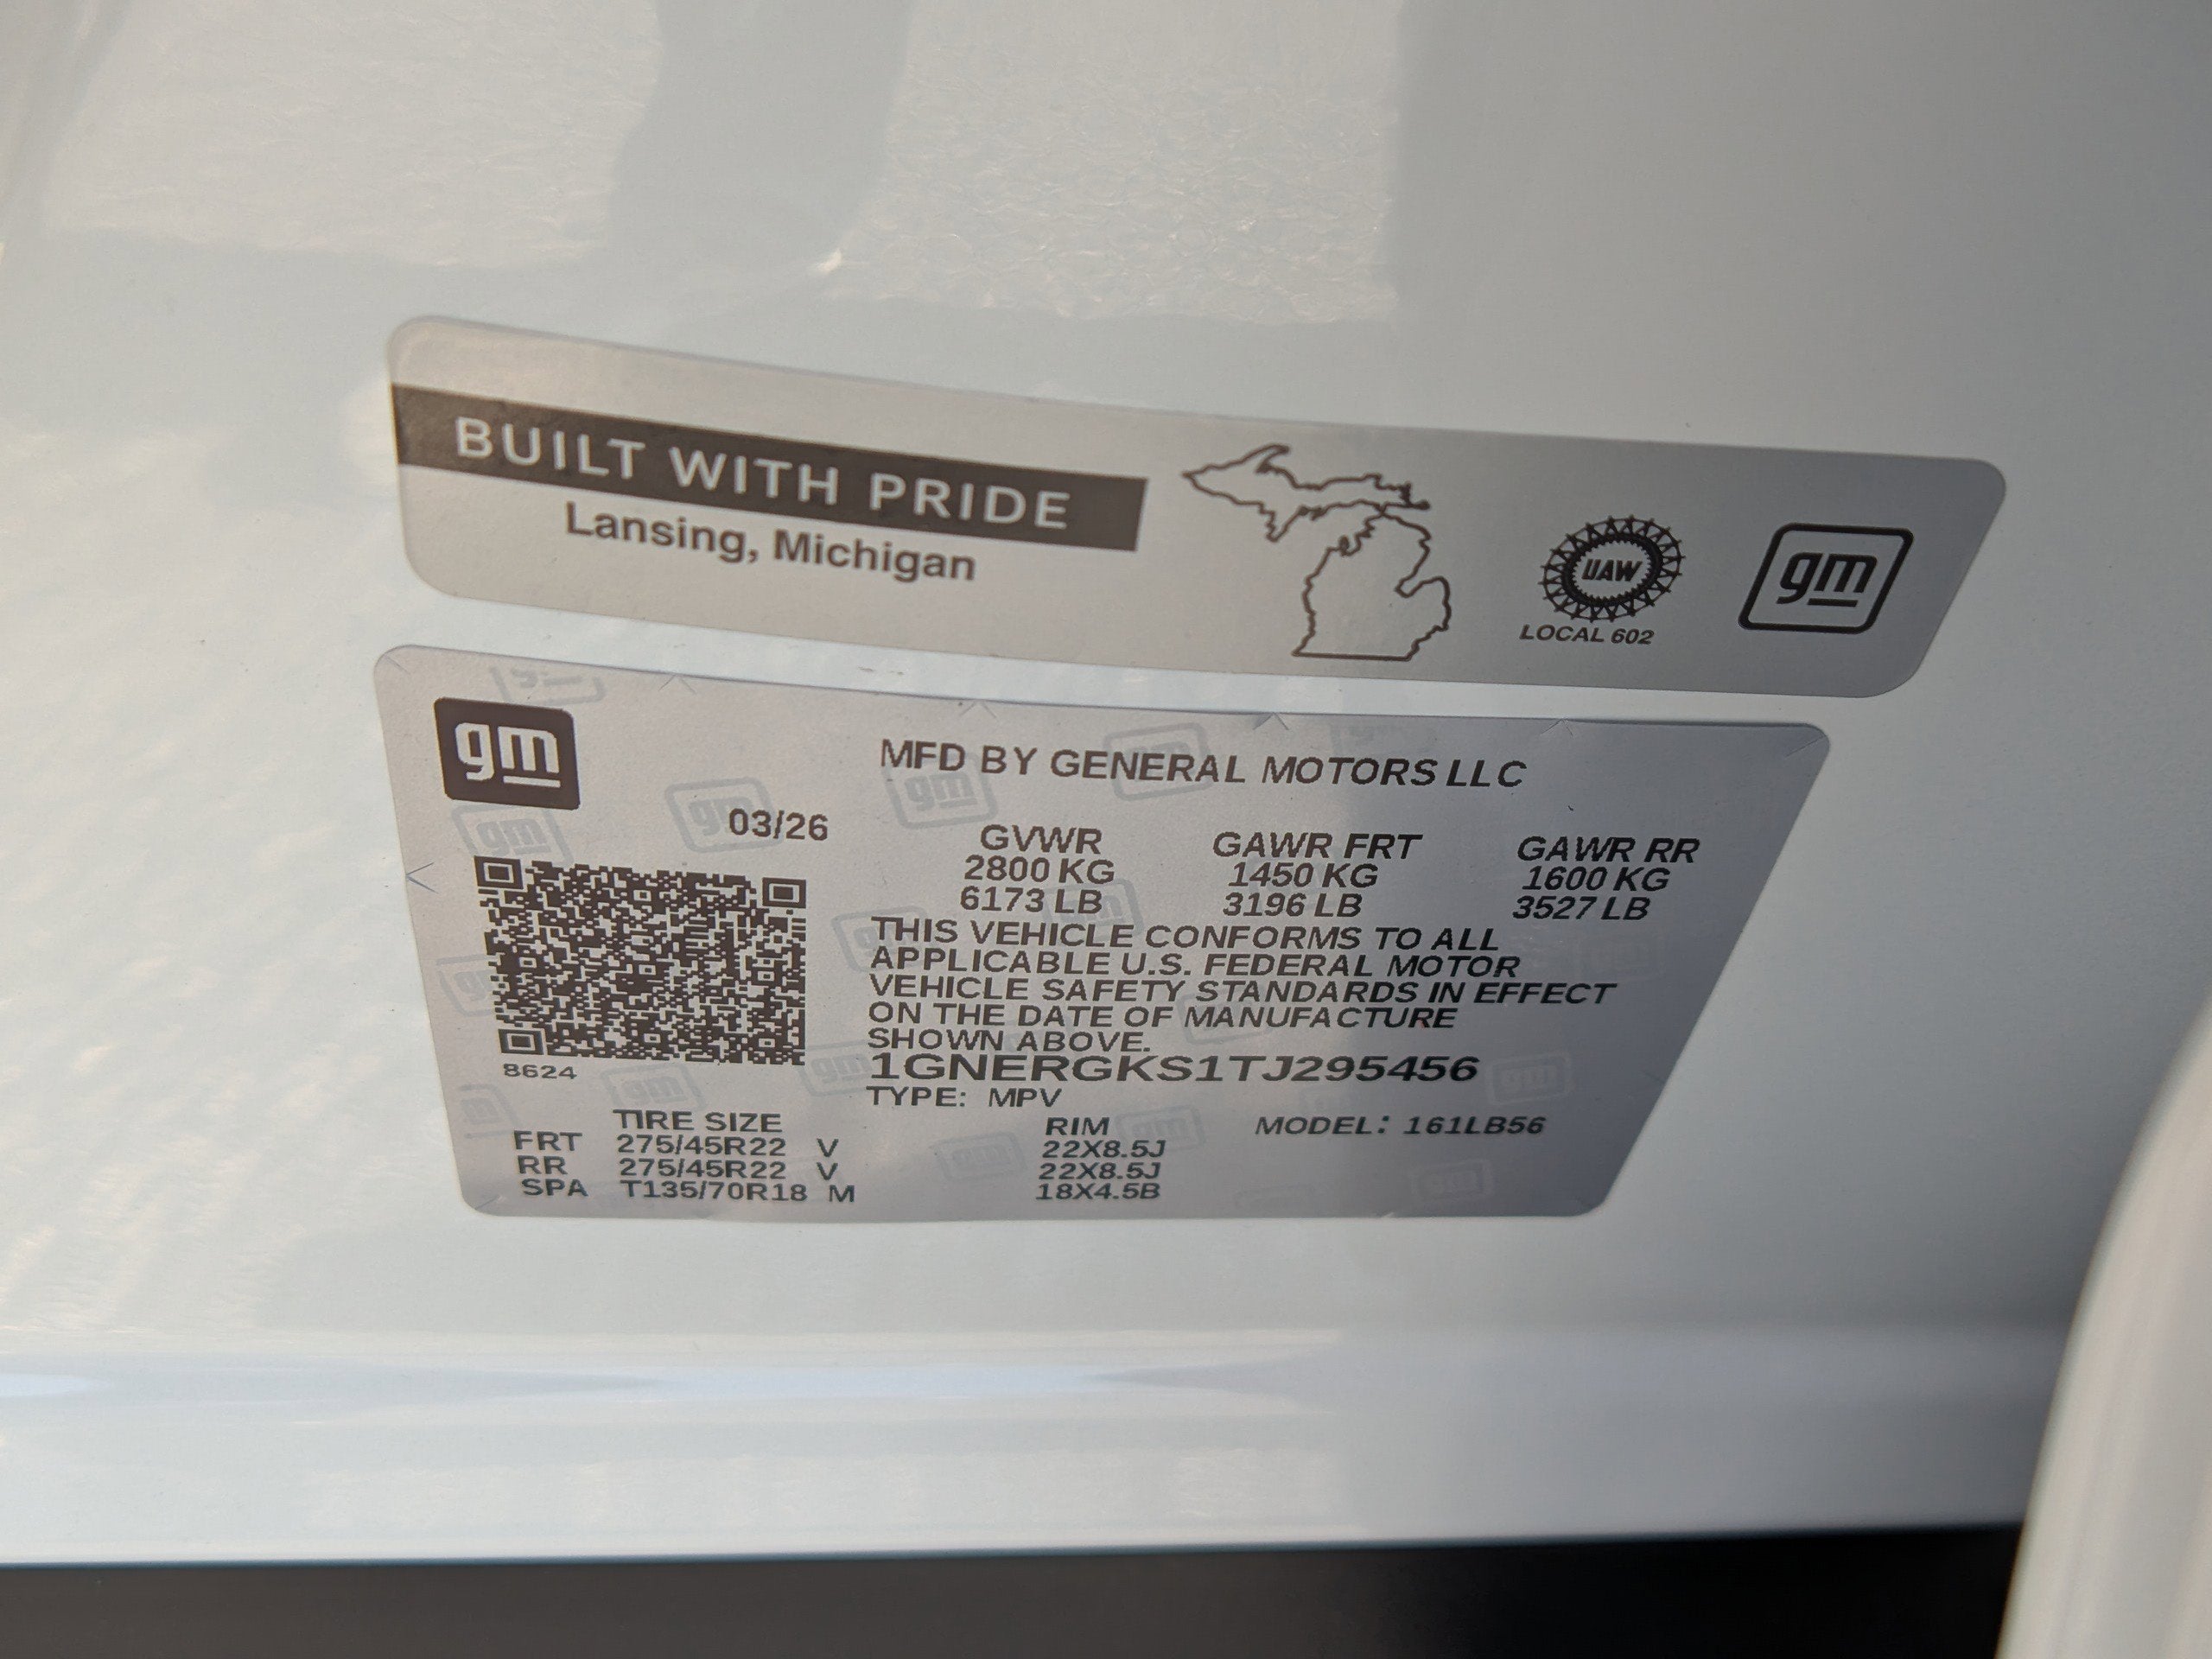 BUILT WITH PRIDE
Lansing, Michigan
UAW
LOCAL 602
gm
gm
MFD BY GENERAL MOTORS LLC
03/26
GVWR GAWR FRT GAWR RR
2800 KG 1450 KG 1600 KG
6173 LB 3196 LB 3527 LB
THIS VEHICLE CONFORMS TO ALL
APPLICABLE U.S. FEDERAL MOTOR
VEHICLE SAFETY STANDARDS IN EFFECT
ON THE DATE OF MANUFACTURE
SHOWN ABOVE.
8624
1GNERGKS1TJ295456
TYPE: MPV
TIRE SIZE RIM MODEL: 161LB56
FRT 275/45R22 V 22X8.5J
RR 275/45R22 V 22X8.5J
SPA T135/70R18 M 18X4.5B